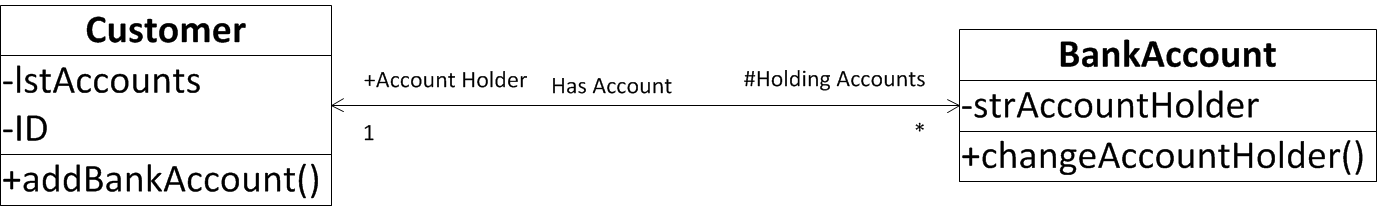 Customer
-lstAccounts
-ID
+addBankAccount()
+Account Holder
Has Account
#Holding Accounts
1
*
BankAccount
-strAccountHolder
+changeAccountHolder()